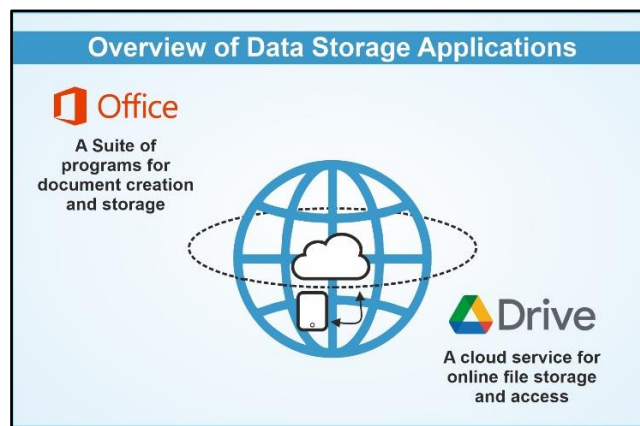 Overview of Data Storage Applications
Office
A Suite of
programs for
document creation
and storage
Drive
A cloud service for
online file storage
and access